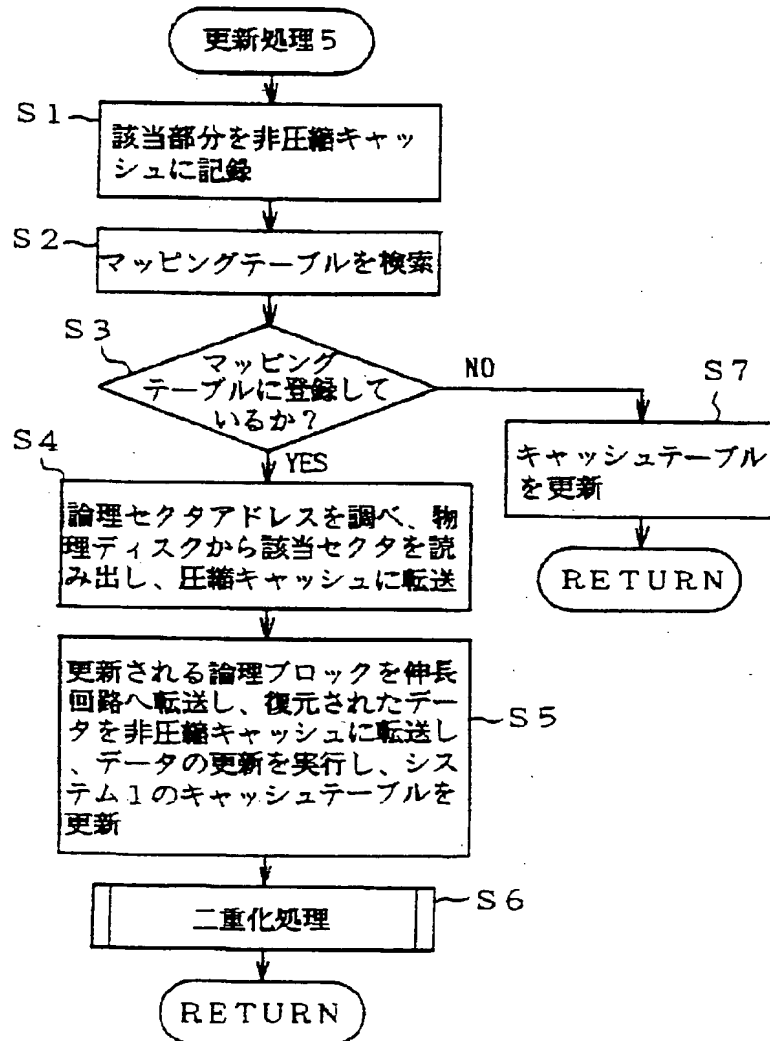 更新処理5
S1
該当部分を非圧縮キャッ
シュに記録
S2
マッピングテーブルを検索
S3
マッピング
テーブルに登録して
いるか?
NO
YES
S7
キャッシュテーブル
を更新
RETURN
S4
論理セクタアドレスを調べ、物
理ディスクから該当セクタを読
み出し、圧縮キャッシュに転送
更新される論理ブロックを伸長
回路へ転送し、復元されたデー
タを非圧縮キャッシュに転送し
、データの更新を実行し、シス
テム1のキャッシュテーブルを
更新
S5
二重化処理
S6
RETURN